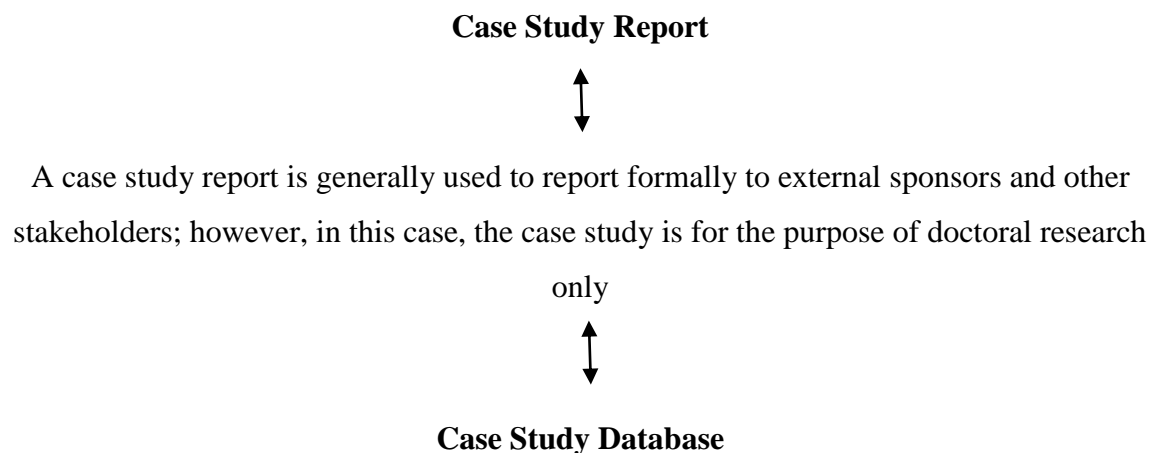 Case Study Report
A case study report is generally used to report formally to external sponsors and other
stakeholders; however, in this case, the case study is for the purpose of doctoral research
only
Case Study Database